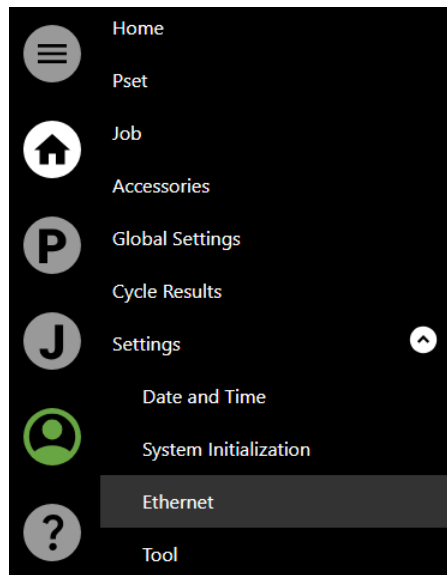 Home
Pset
Job
Accessories
P
Global Settings
Cycle Results
J
Settings
Date and Time
System Initialization
Ethernet
?
Tool